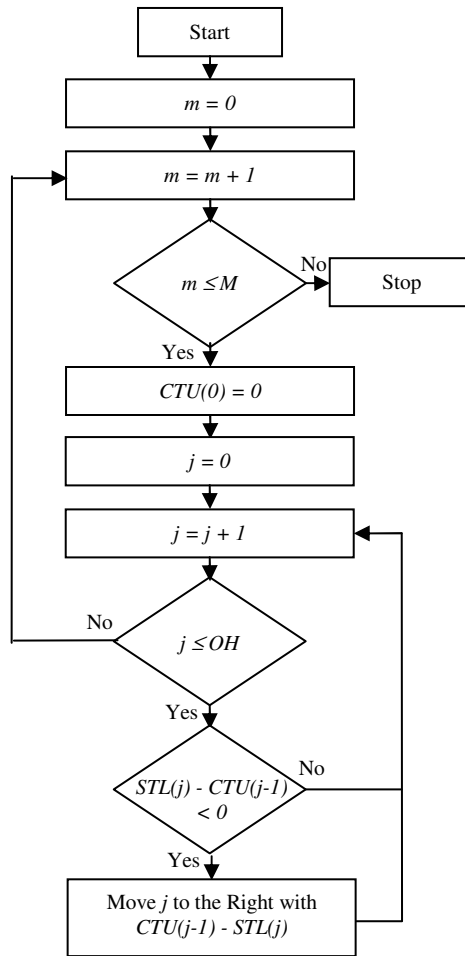 Start
m = 0
m = m + 1
m ≤ M
No
Stop
Yes
CTU(0) = 0
j = 0
j = j + 1
No
j ≤ OH
Yes
STL(j) - CTU(j-1)
< 0
No
Yes
Move j to the Right with
CTU(j-1) - STL(j)